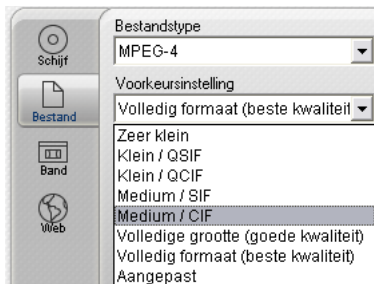 Schijf
Bestand
Band
Web
Bestandstype
MPEG-4
Voorkeursinstelling
Volledig formaat (beste kwaliteit
Zeer klein
Klein / QSIF
Klein / QCIF
Medium / SIF
Medium / CIF
Volledige grootte (goede kwaliteit)
Volledig formaat (beste kwaliteit)
Aangepast